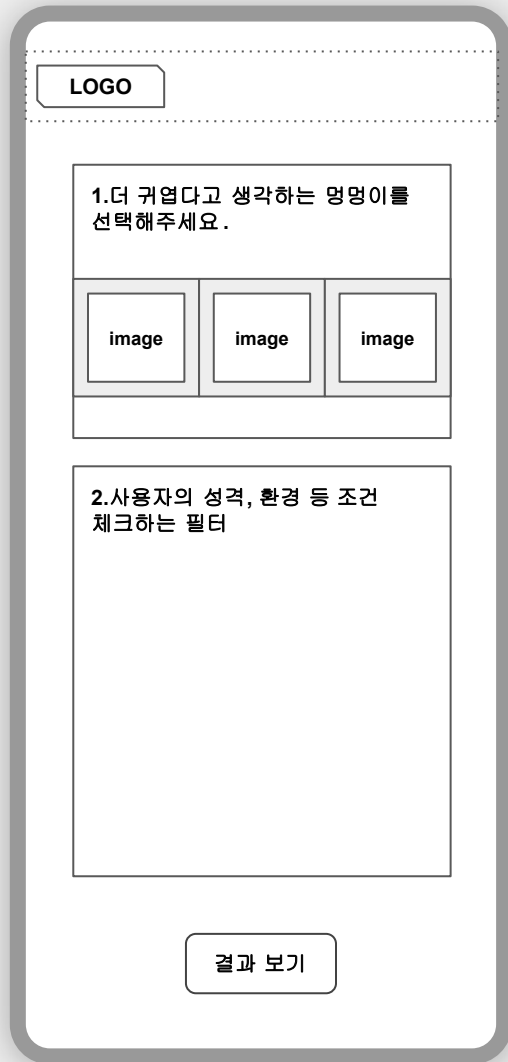 LOGO
1.더 귀엽다고 생각하는 멍멍이를
선택해주세요.
image image image
2.사용자의 성격, 환경 등 조건
체크하는 필터
결과 보기